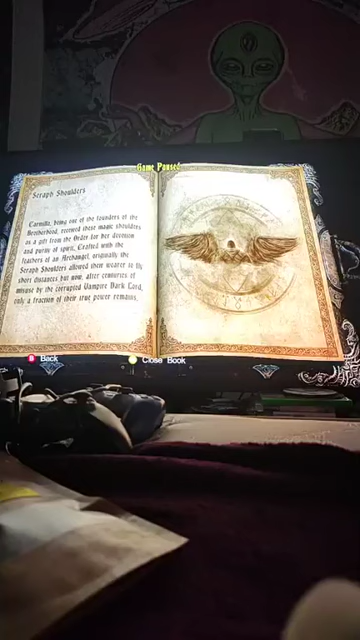 Game Paused
Seraph Shoulders
Carmilla, being one of the founders of the
Brotherhood, received these magic shoulders
as a gift from the Order for her devotion
and purity of spirit. Crafted with the
feathers of an Archangel, originally the
Seraph Shoulders allowed their wearer to fly
short distances but now, after centuries of
misuse by the corrupted Vampire Dark Lord,
only a fraction of their true power remains.
B Back
Close Book